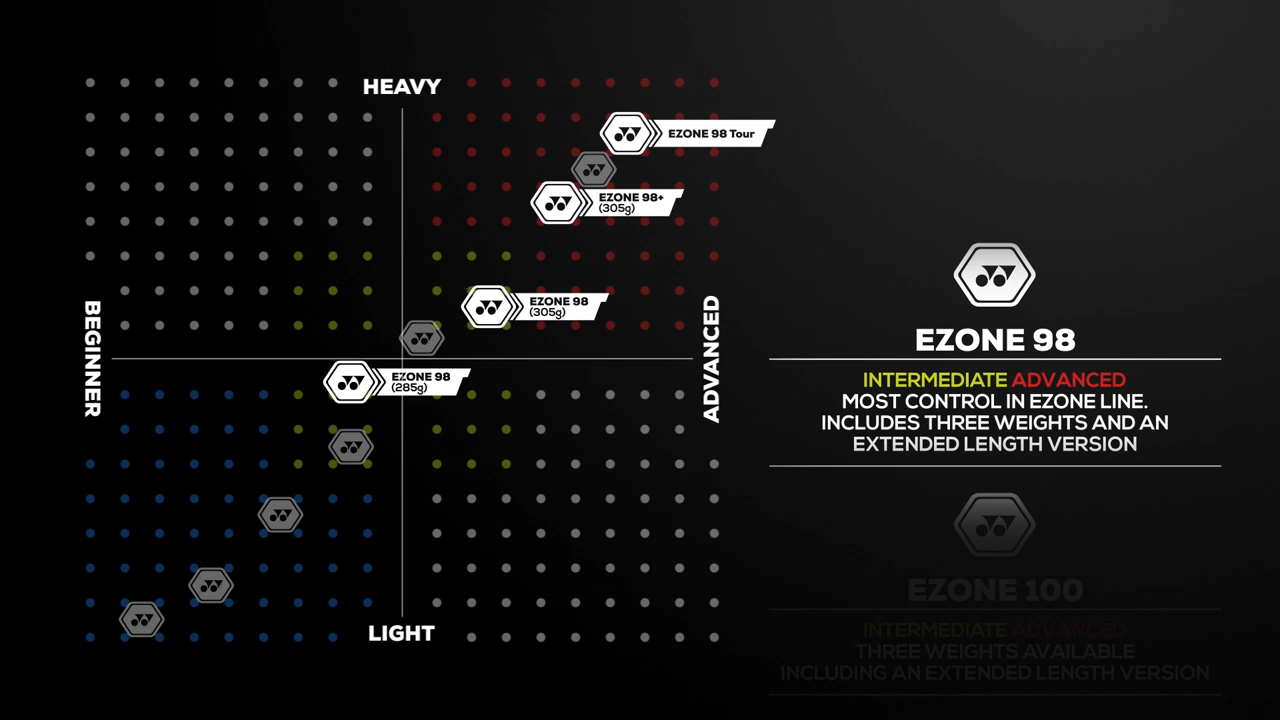 HEAVY
EZONE 98 Tour
EZONE 98+
(305g)
EZONE 98
(305g)
BEGINNER
ADVANCED
EZONE 98
(285g)
LIGHT
EZONE 98
INTERMEDIATE ADVANCED
MOST CONTROL IN EZONE LINE.
INCLUDES THREE WEIGHTS AND AN
EXTENDED LENGTH VERSION
EZONE 100
INTERMEDIATE ADVANCED
THREE WEIGHTS AVAILABLE
INCLUDING AN EXTENDED LENGTH VERSION